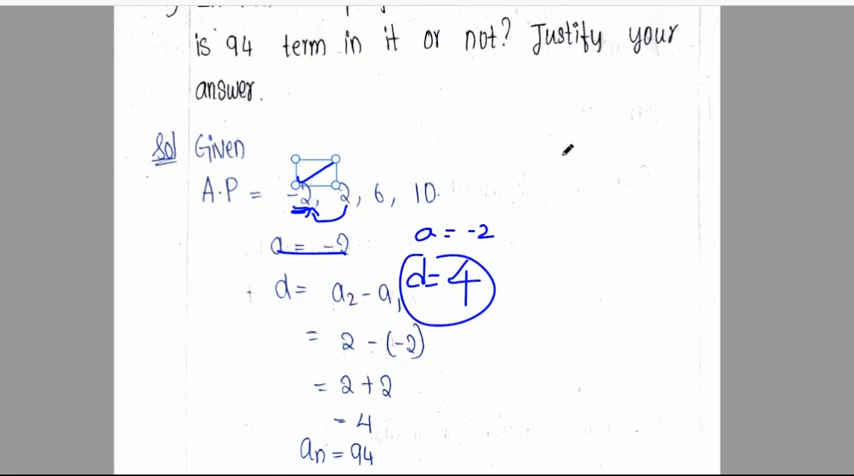 is 94 term in it or not? Justify your
answer.
Sol Given
A.P = -2, 2, 6, 10.
a = -2
a = -2
d = a2 - a1
d = 4
= 2 - (-2)
= 2 + 2
= 4
an = 94